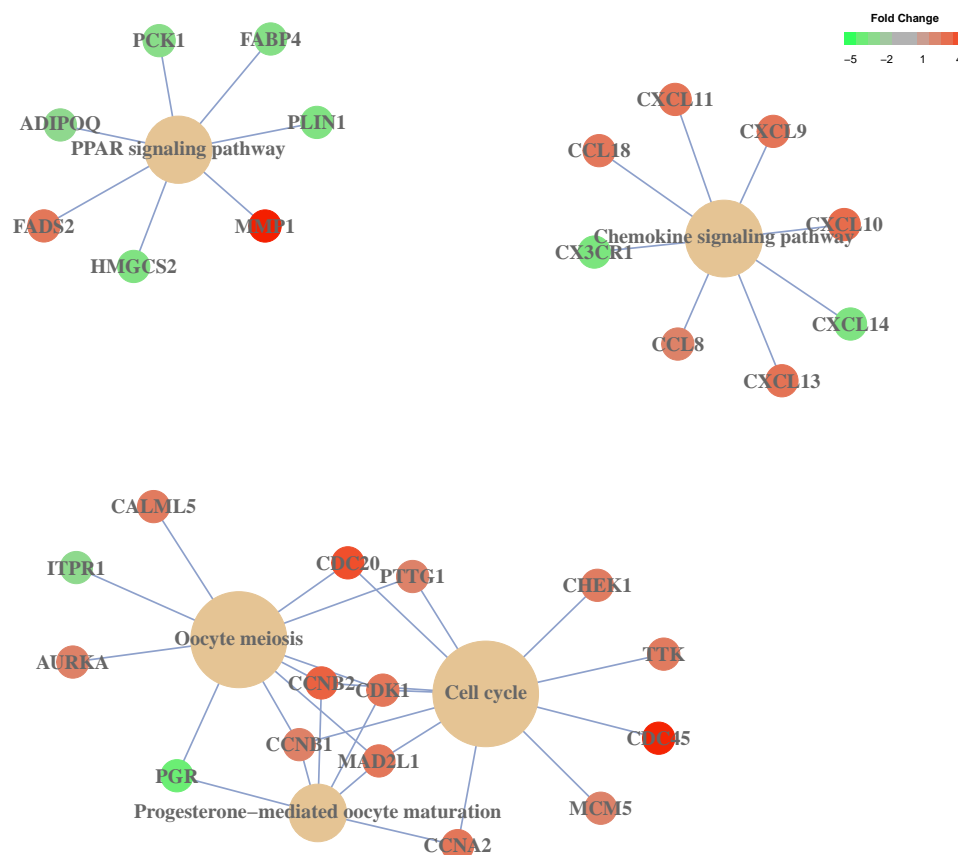 Fold Change
−5 −2 1 4
PCK1
FABP4
ADIPOQ
PLIN1
PPAR signaling pathway
FADS2
MMP1
HMGCS2
CXCL11
CXCL9
CCL18
CXCL10
Chemokine signaling pathway
CX3CR1
CXCL14
CCL8
CXCL13
CALML5
CDC20
ITPR1
PTTG1
CHEK1
Oocyte meiosis
AURKA
TTK
CCNB2
CDK1
Cell cycle
CCNB1
CDC45
MAD2L1
PGR
Progesterone−mediated oocyte maturation
MCM5
CCNA2